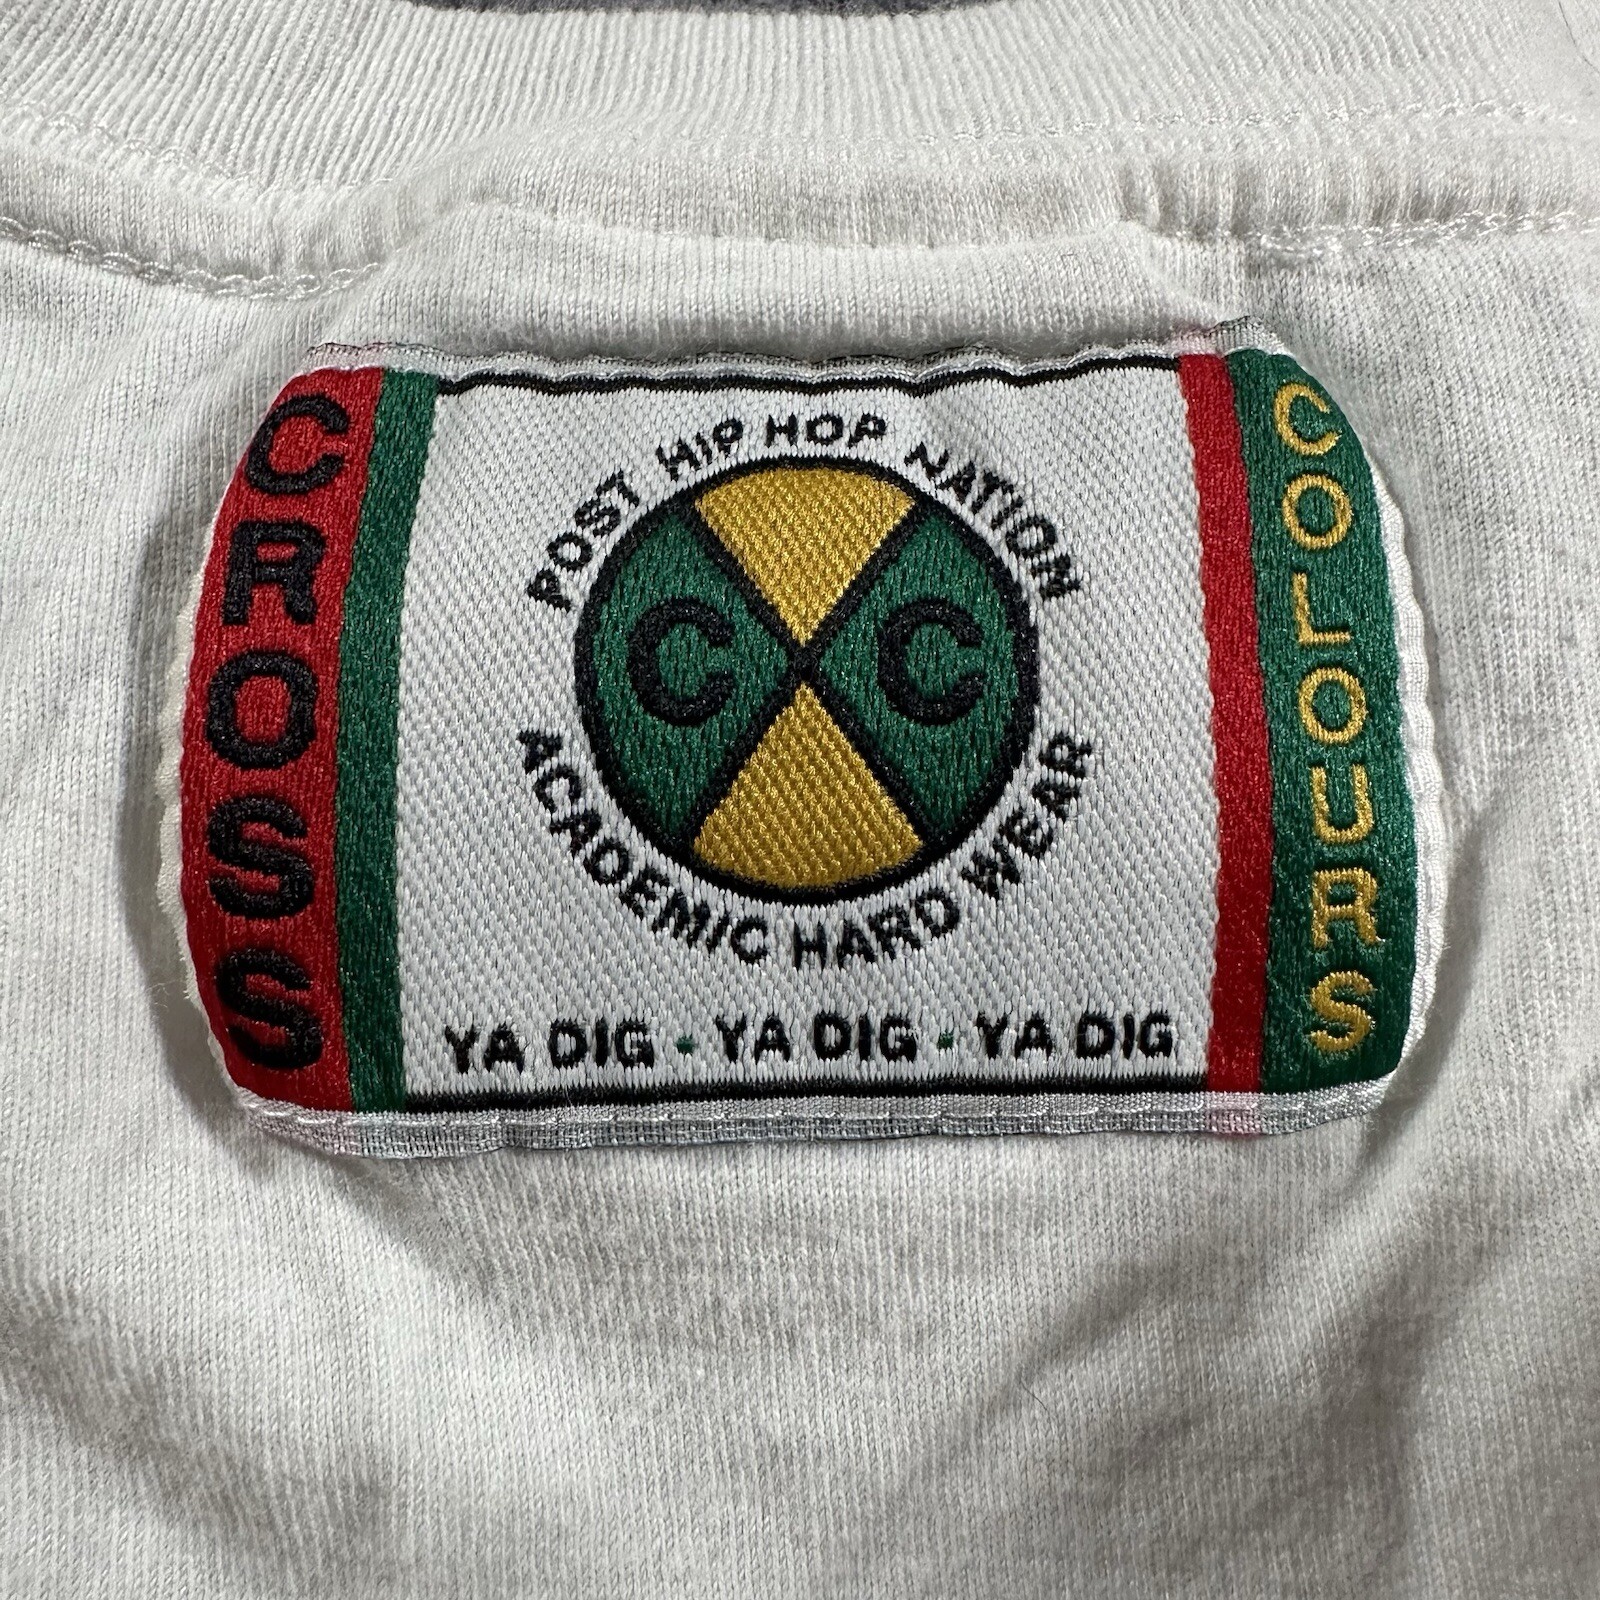 CROSS
POST HIP HOP NATION
C C
ACADEMIC HARD WEAR
YA DIG · YA DIG · YA DIG
COLOURS